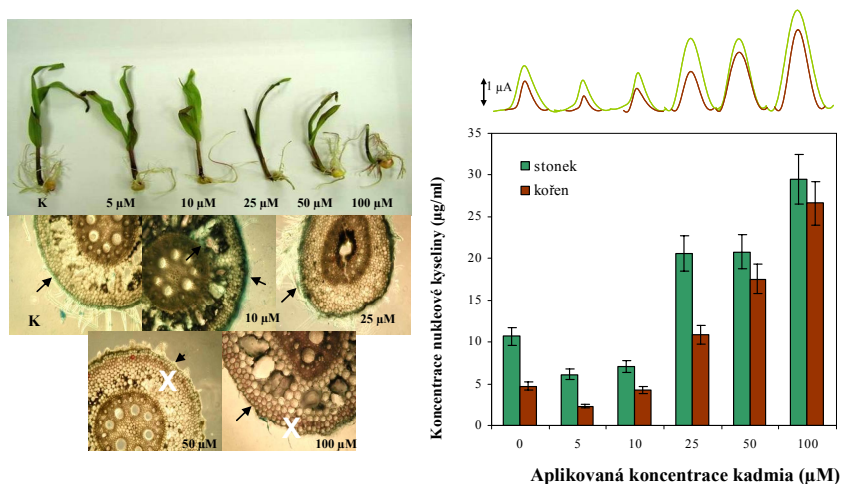 K
5 µM
10 µM
25 µM
50 µM
100 µM
K
10 µM
25 µM
50 µM
X
100 µM
X
1 µA
Koncentrace nukleové kyseliny (µg/ml)
35
30
25
20
15
10
5
0
stonek
kořen
0 5 10 25 50 100
Aplikovaná koncentrace kadmia (µM)